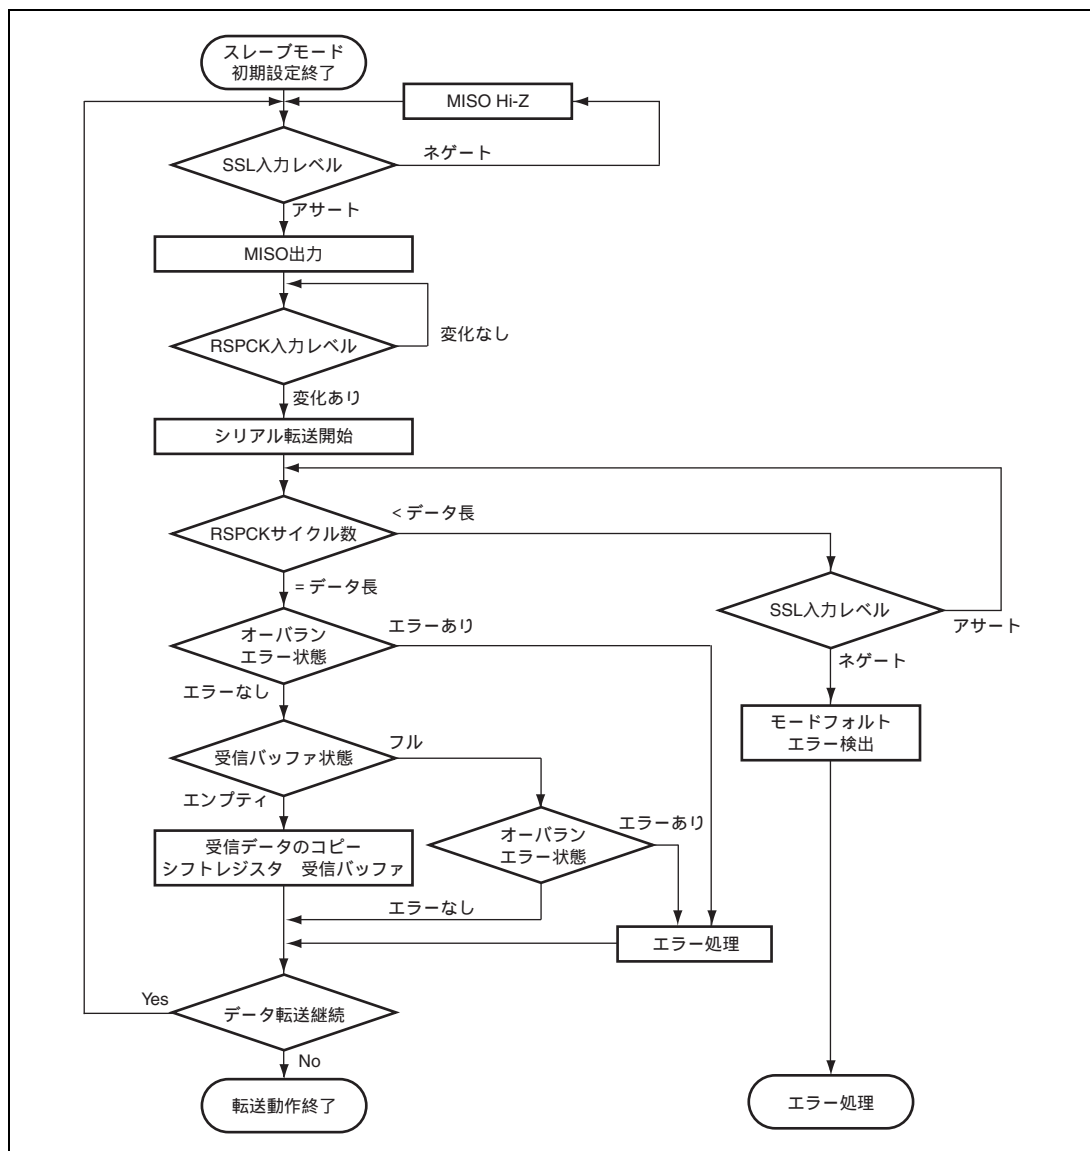 スレーブモード
初期設定終了
MISO Hi-Z
SSL入力レベル
ネゲート
アサート
MISO出力
RSPCK入力レベル
変化なし
変化あり
シリアル転送開始
RSPCKサイクル数
< データ長
= データ長
SSL入力レベル
アサート
ネゲート
オーバラン
エラー状態
エラーあり
エラーなし
モードフォルト
エラー検出
受信バッファ状態
フル
エンプティ
オーバラン
エラー状態
エラーあり
受信データのコピー
シフトレジスタ　受信バッファ
エラーなし
エラー処理
Yes
データ転送継続
No
転送動作終了
エラー処理